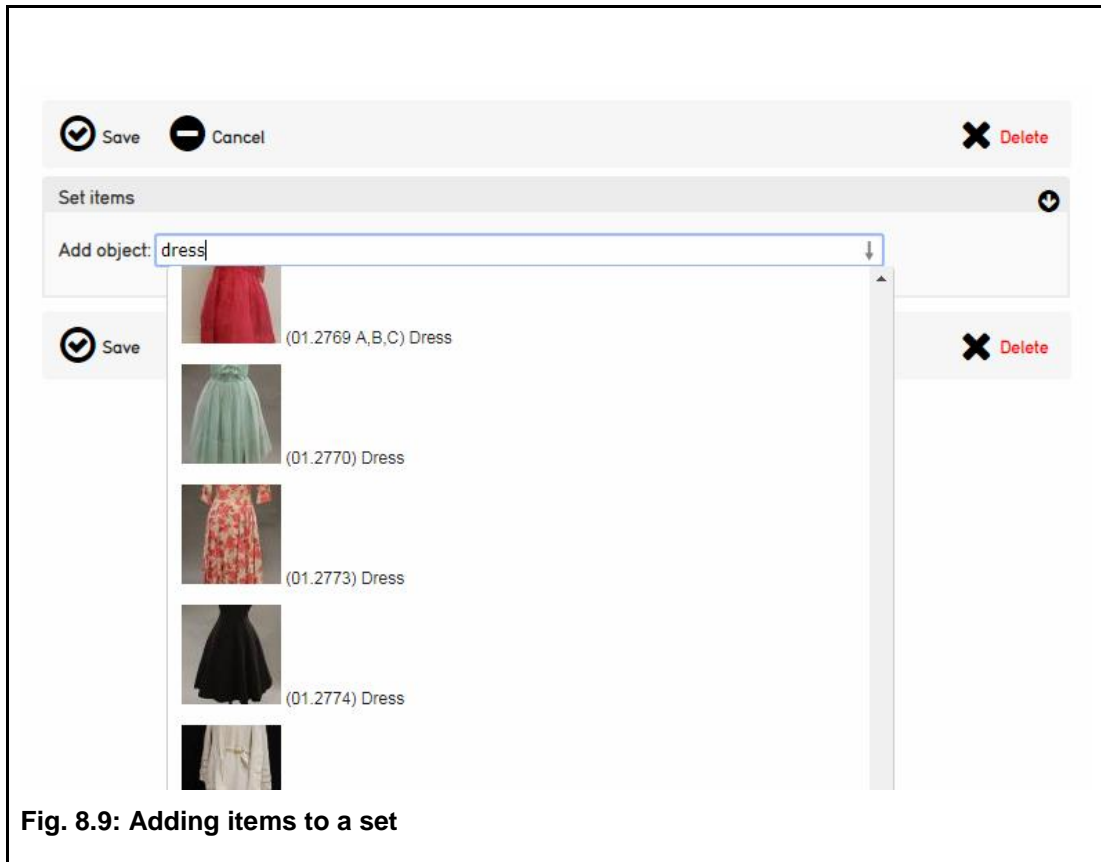 Save Cancel Delete
Set items
Add object: dress
(01.2769 A,B,C) Dress
Save Delete
(01.2770) Dress
(01.2773) Dress
(01.2774) Dress
Fig. 8.9: Adding items to a set